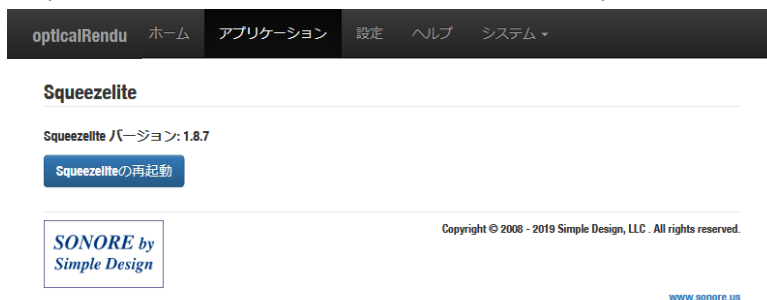 opticalRendu ホーム アプリケーション 設定 ヘルプ システム
Squeezelite
Squeezelite バージョン: 1.8.7
Squeezeliteの再起動
SONORE by
Simple Design
Copyright © 2008 - 2019 Simple Design, LLC . All rights reserved.
www.sonore.us